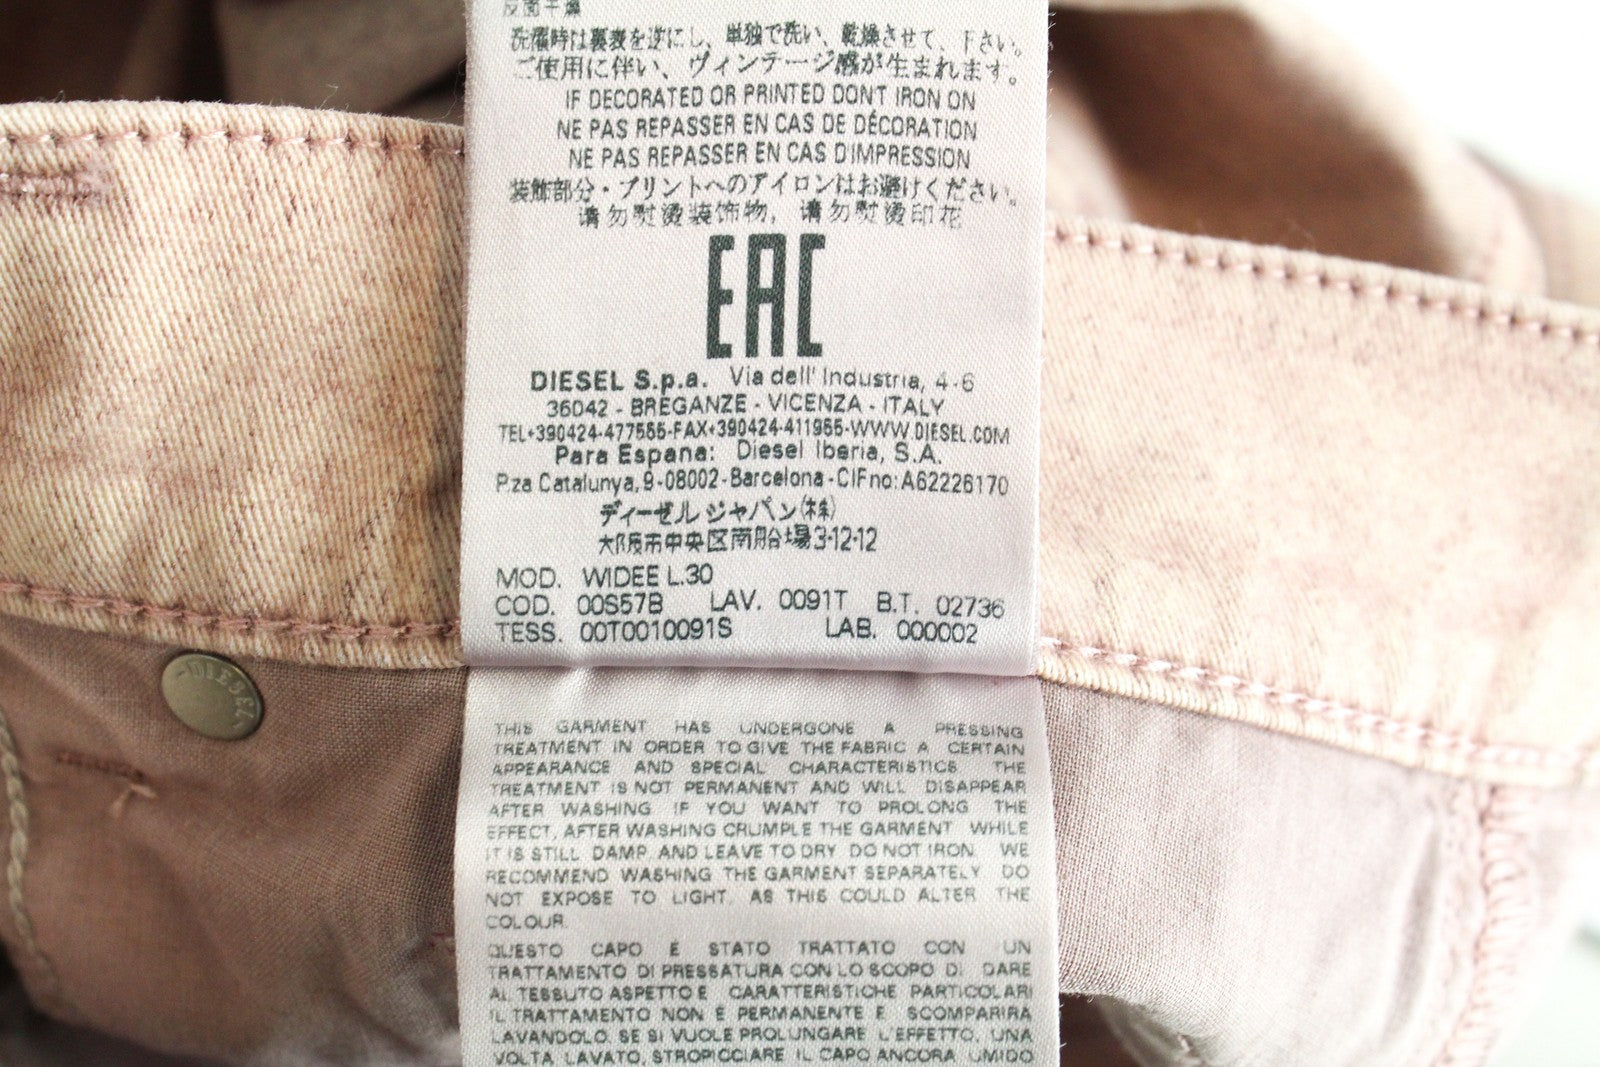 洗濯時は裏表を逆にし、単独で洗い、乾燥させて、下さい。
ご使用に伴い、ヴィンテージ感が生まれます。
IF DECORATED OR PRINTED DON'T IRON ON
NE PAS REPASSER EN CAS DE DÉCORATION
NE PAS REPASSER EN CAS D'IMPRESSION
装飾部分・プリントへのアイロンはお避けください。
请勿熨烫装饰物，请勿熨烫印花
EAC
DIESEL S.p.a. Via dell' Industria, 4-6
36042 - BREGANZE - VICENZA - ITALY
TEL+390424-477555-FAX+390424-411955-WWW.DIESEL.COM
Para Espana: Diesel Iberia, S.A.
P.za Catalunya, 9-08002-Barcelona-CIF no: A62226170
ディーゼル ジャパン(株)
大阪市中央区南船場3-12-12
MOD. WIDEE L.30
COD. 00S57B LAV. 0091T B.T. 02736
TESS. 00T0010091S LAB. 000002
DIESEL
THIS GARMENT HAS UNDERGONE A PRESSING
TREATMENT IN ORDER TO GIVE THE FABRIC A CERTAIN
APPEARANCE AND SPECIAL CHARACTERISTICS THE
TREATMENT IS NOT PERMANENT AND WILL DISAPPEAR
AFTER WASHING IF YOU WANT TO PROLONG THE
EFFECT, AFTER WASHING CRUMPLE THE GARMENT WHILE
IT IS STILL DAMP, AND LEAVE TO DRY DO NOT IRON WE
RECOMMEND WASHING THE GARMENT SEPARATELY DO
NOT EXPOSE TO LIGHT, AS THIS COULD ALTER THE
COLOUR
QUESTO CAPO E STATO TRATTATO CON UN
TRATTAMENTO DI PRESSATURA CON LO SCOPO DI DARE
AL TESSUTO ASPETTO E CARATTERISTICHE PARTICOLARI
IL TRATTAMENTO NON É PERMANENTE E SCOMPARIRA
LAVANDOLO. SE SI VUOLE PROLUNGARE L'EFFETTO, UNA
VOLTA LAVATO, STROPICCIARE IL CAPO ANCORA UMIDO